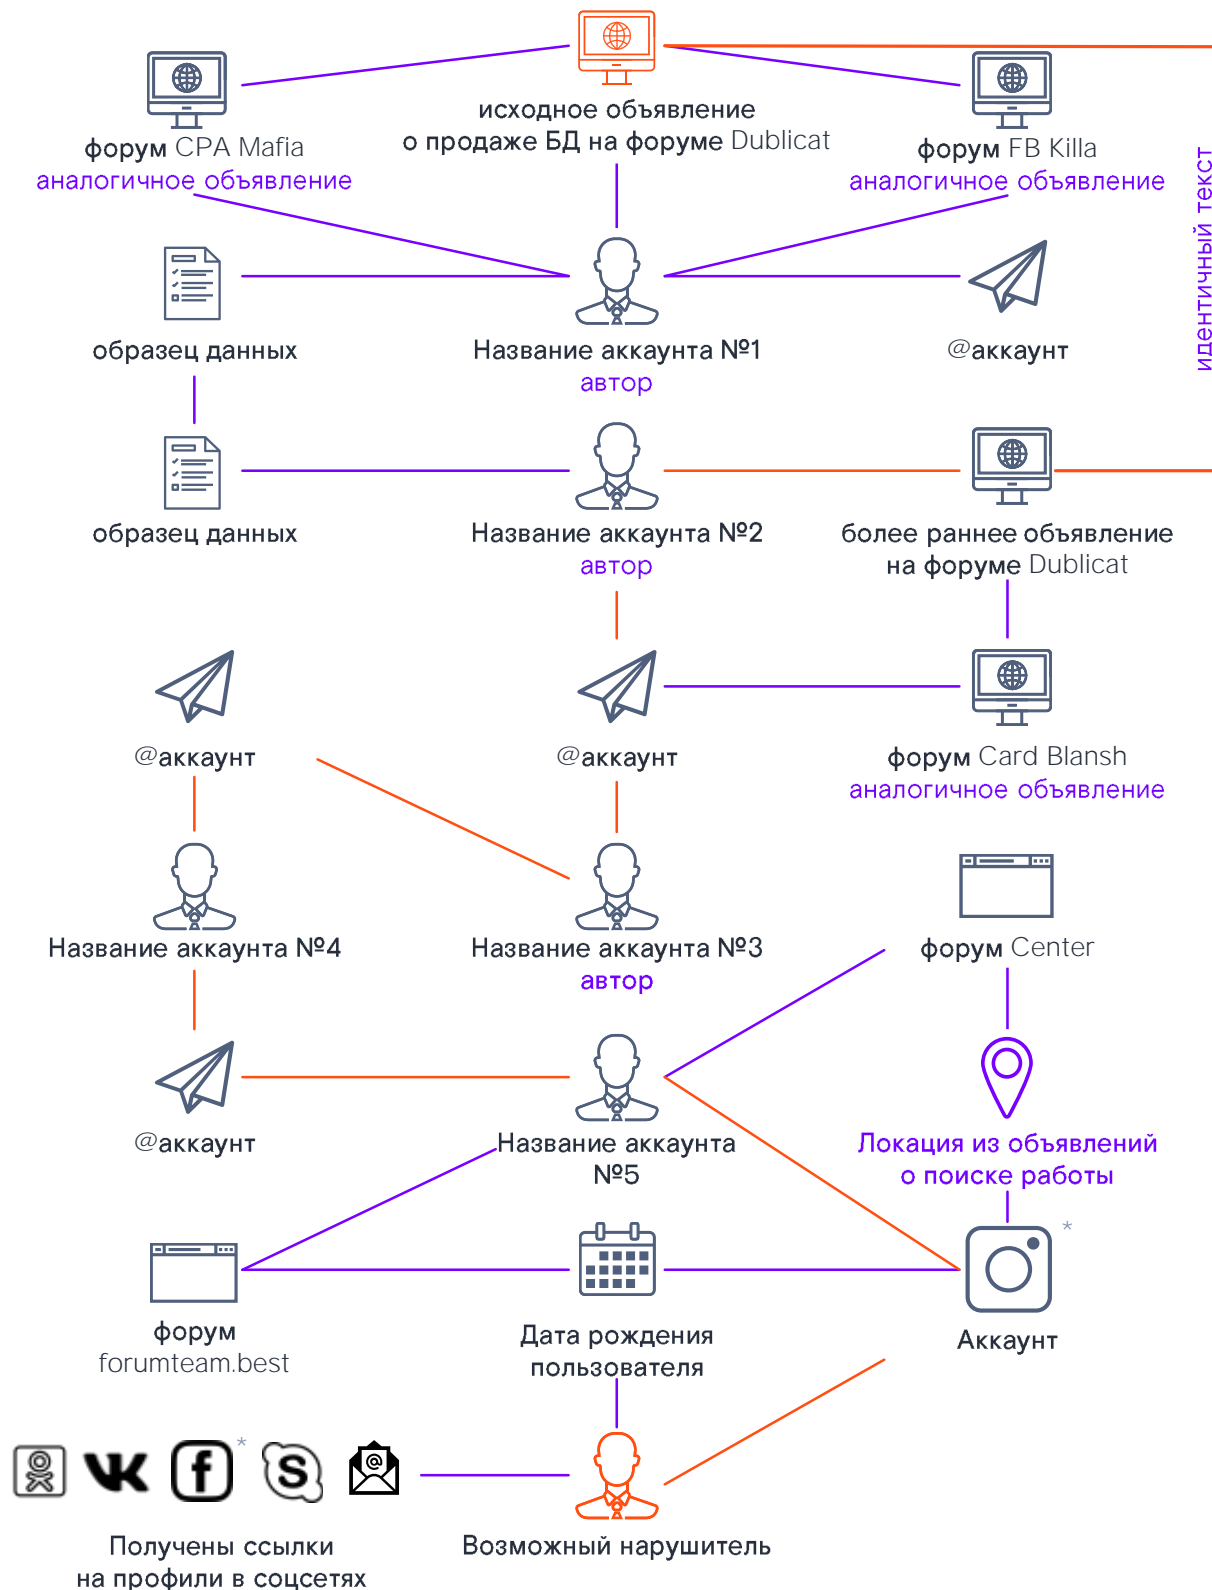 исходное объявление
о продаже БД на форуме Dublicat
форум CPA Mafia
аналогичное объявление
форум FB Killa
аналогичное объявление
идентичный текст
образец данных
Название аккаунта №1
автор
@аккаунт
образец данных
Название аккаунта №2
автор
более раннее объявление
на форуме Dublicat
@аккаунт
@аккаунт
форум Card Blansh
аналогичное объявление
Название аккаунта №4
Название аккаунта №3
автор
форум Center
@аккаунт
Название аккаунта
№5
Локация из объявлений
о поиске работы
*
форум
forumteam.best
Дата рождения
пользователя
Аккаунт
*
Получены ссылки
на профили в соцсетях
Возможный нарушитель